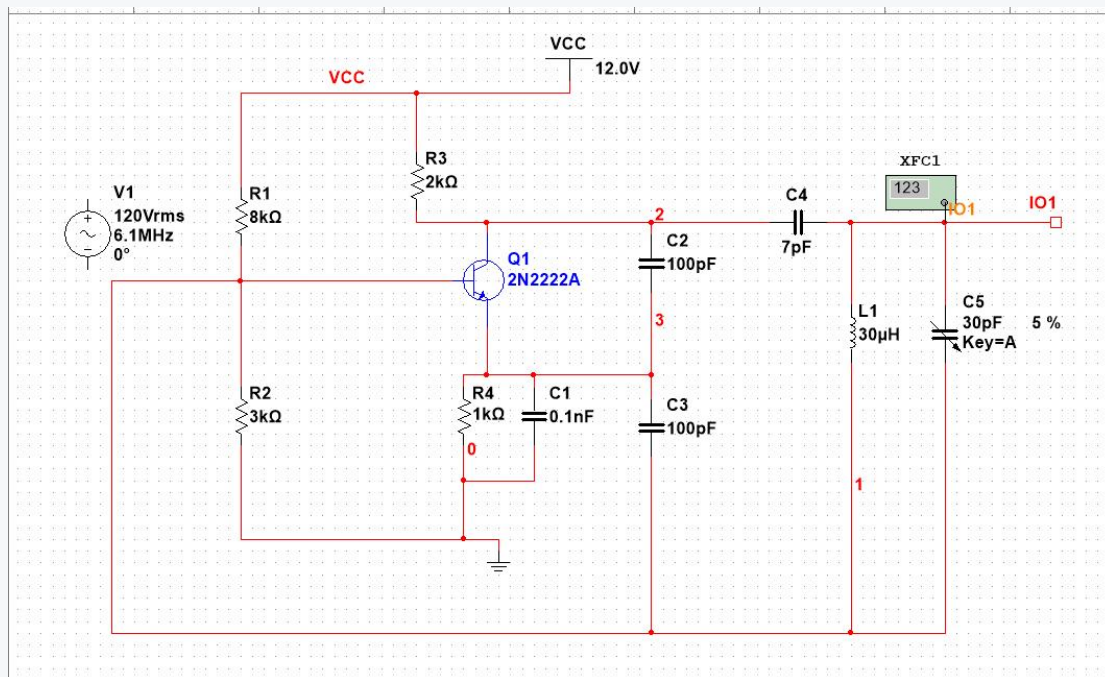 VCC
12.0V
VCC
V1
120Vrms
6.1MHz
0°
R1
8kΩ
R3
2kΩ
XFC1
123
IO1
IO1
C4
7pF
2
C2
100pF
Q1
2N2222A
3
L1
30µH
C5
30pF
5 %
Key=A
R2
3kΩ
R4
1kΩ
0
C1
0.1nF
C3
100pF
1